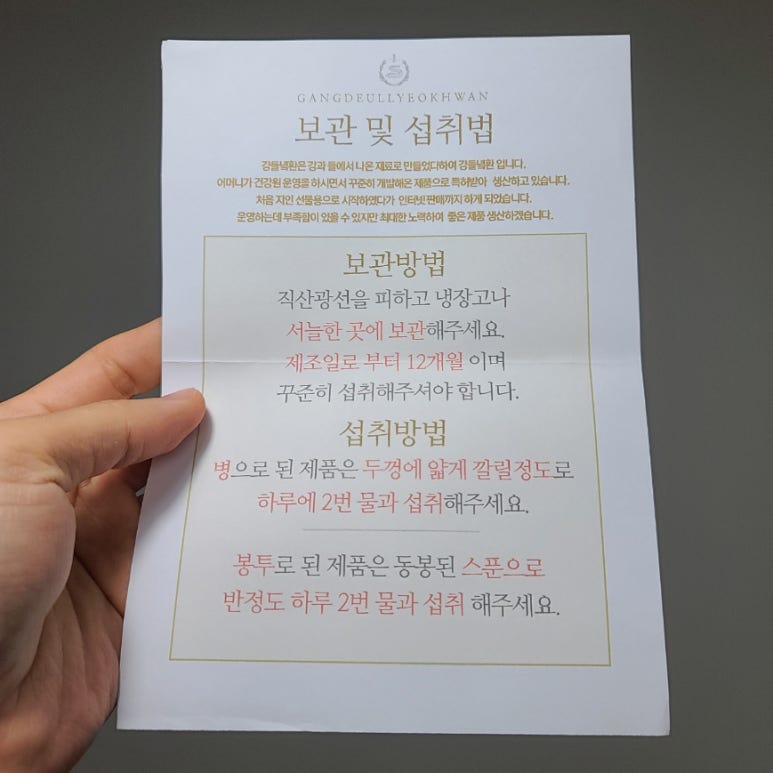 S
GANGDEULLYEOKHWAN
보관 및 섭취법
강들녘환은 강과 들에서 나온 재료로 만들었다하여 강들녘환 입니다.
어머니가 건강원 운영을 하시면서 꾸준히 개발해온 제품으로 특허받아 생산하고 있습니다.
처음 지인 선물용으로 시작하였다가 인터넷 판매까지 하게 되었습니다.
운영하는데 부족함이 있을 수 있지만 최대한 노력하여 좋은 제품 생산하겠습니다.
보관방법
직산광선을 피하고 냉장고나
서늘한 곳에 보관해주세요.
제조일로 부터 12개월 이며
꾸준히 섭취해주셔야 합니다.
섭취방법
병으로 된 제품은 두껑에 얇게 깔릴정도로
하루에 2번 물과 섭취해주세요.
봉투로 된 제품은 동봉된 스푼으로
반정도 하루 2번 물과 섭취 해주세요.